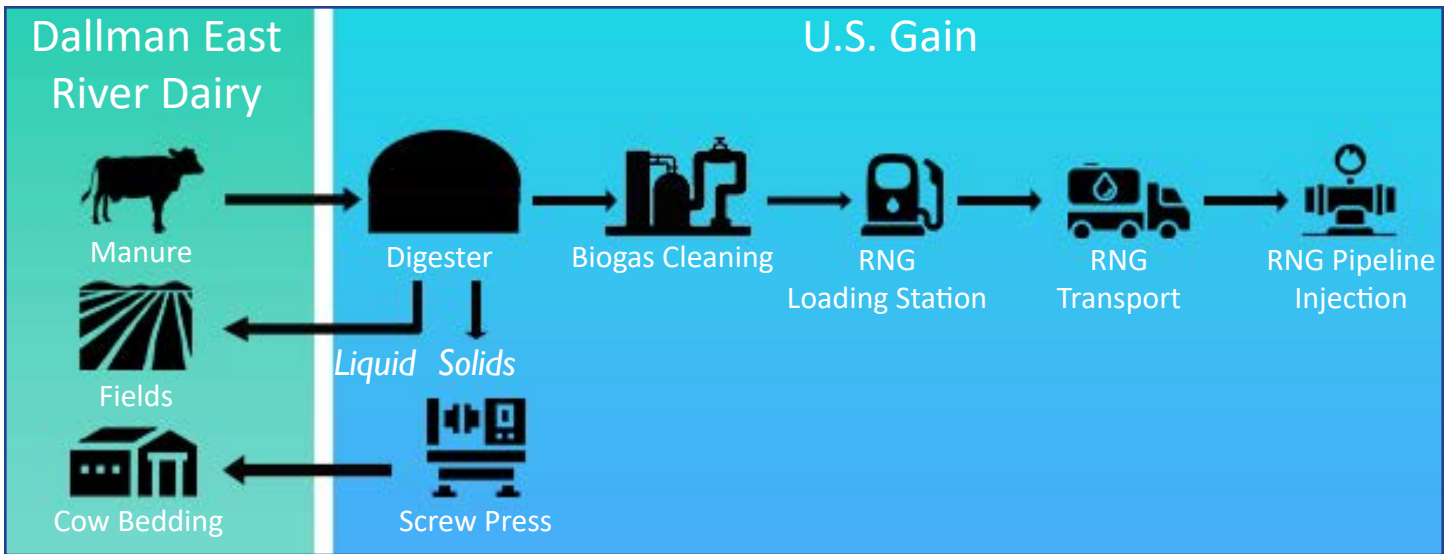 Dallman East
River Dairy
U.S. Gain
Manure
Digester
Biogas Cleaning
RNG
Loading Station
RNG
Transport
RNG Pipeline
Injection
Liquid
Solids
Fields
Cow Bedding
Screw Press